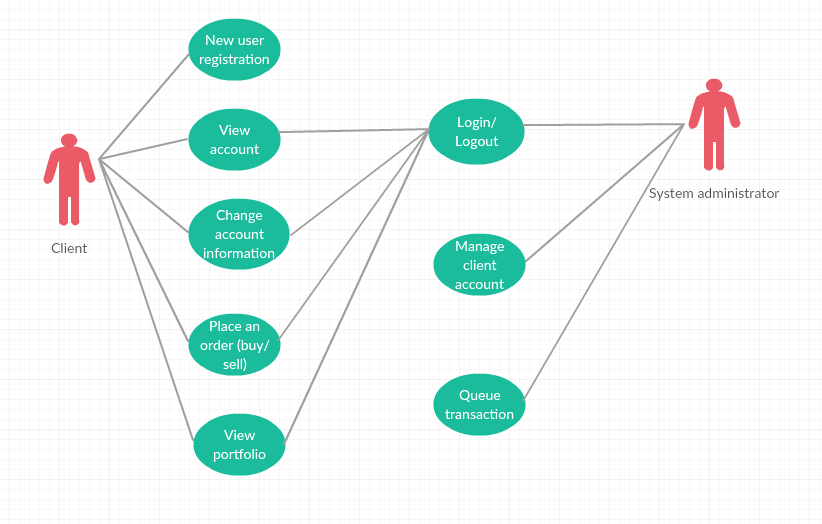 New user
registration
View
account
Change
account
information
Place an
order (buy/
sell)
View
portfolio
Client
Login/
Logout
Manage
client
account
Queue
transaction
System administrator